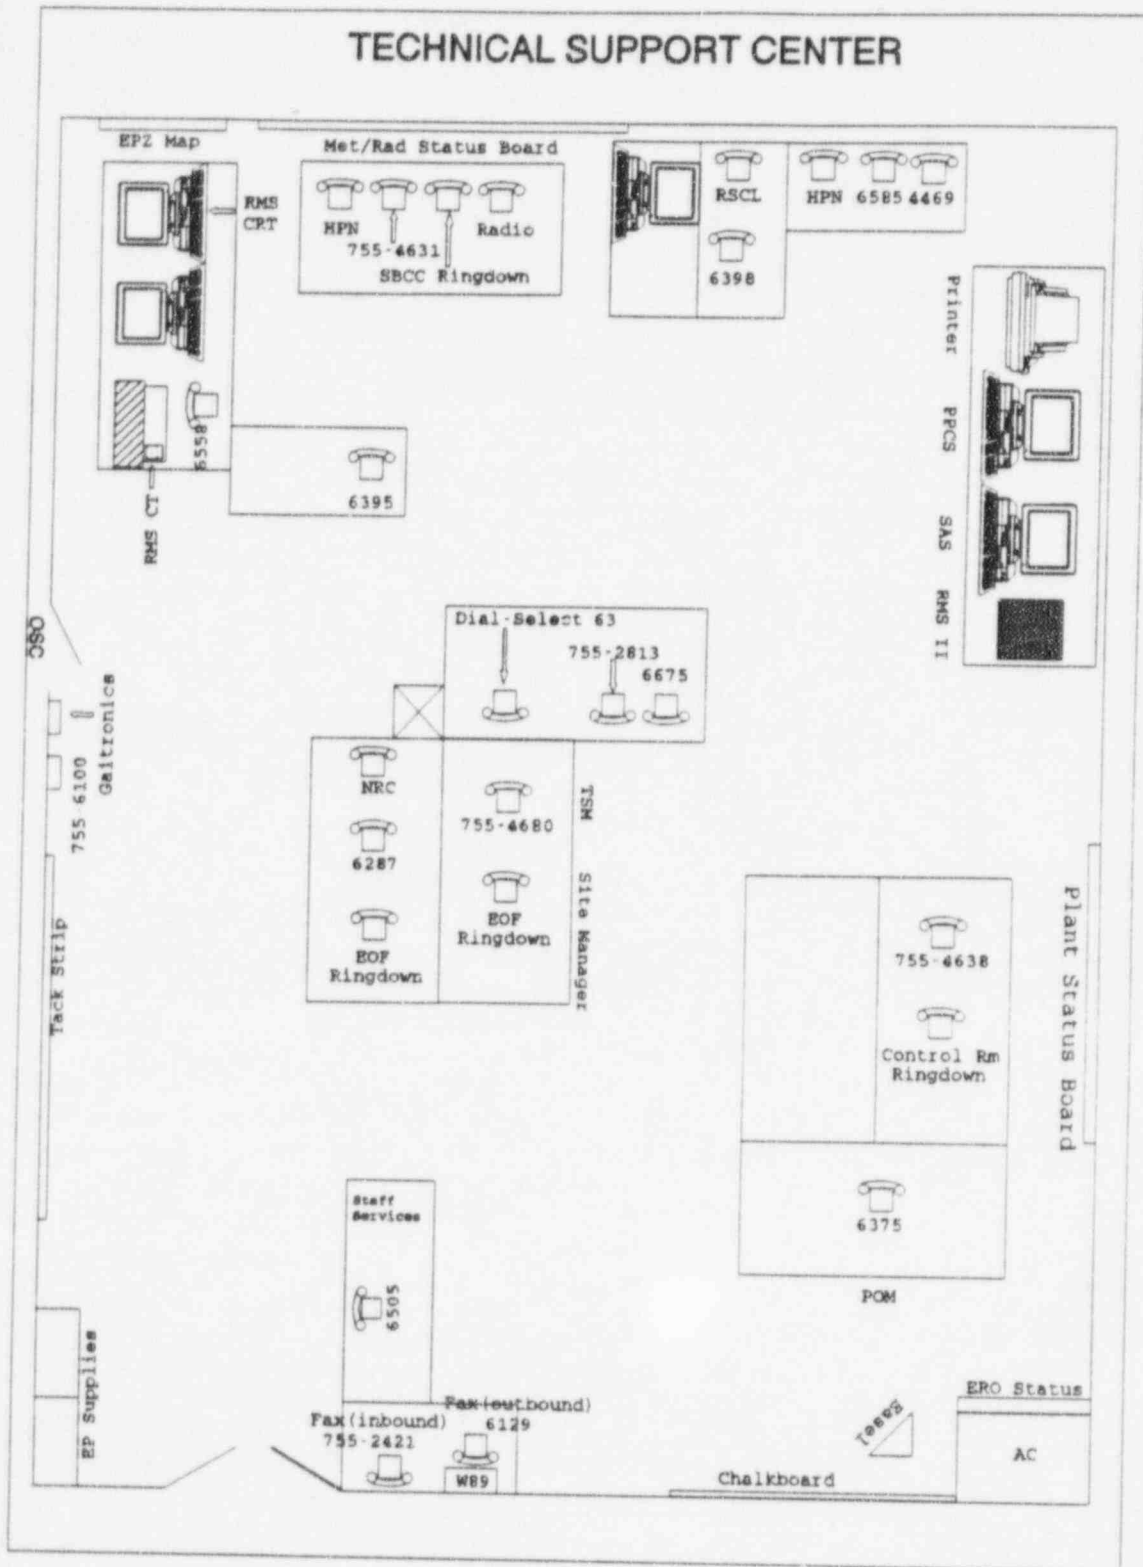 TECHNICAL SUPPORT CENTER
EPZ Map
Met/Rad Status Board
RMS
CRT
HPN
755-4631
SBCC Ringdown
Radio
RSCL
6398
HPN
6585
4469
Printer
PPCS
SAS
RMS II
6558
RMS CT
6395
OSC
Gaitronics
755-6100
Dial-Select 63
755-2813
6675
NRC
6287
EOF
Ringdown
755-4680
EOF
Ringdown
TSM
Site Manager
Tack Strip
755-4638
Control Rm
Ringdown
Plant Status Board
6375
POM
Staff
Services
6505
EP Supplies
Fax(inbound)
755-2421
Fax(outbound)
6129
W89
Easel
Chalkboard
ERO Status
AC